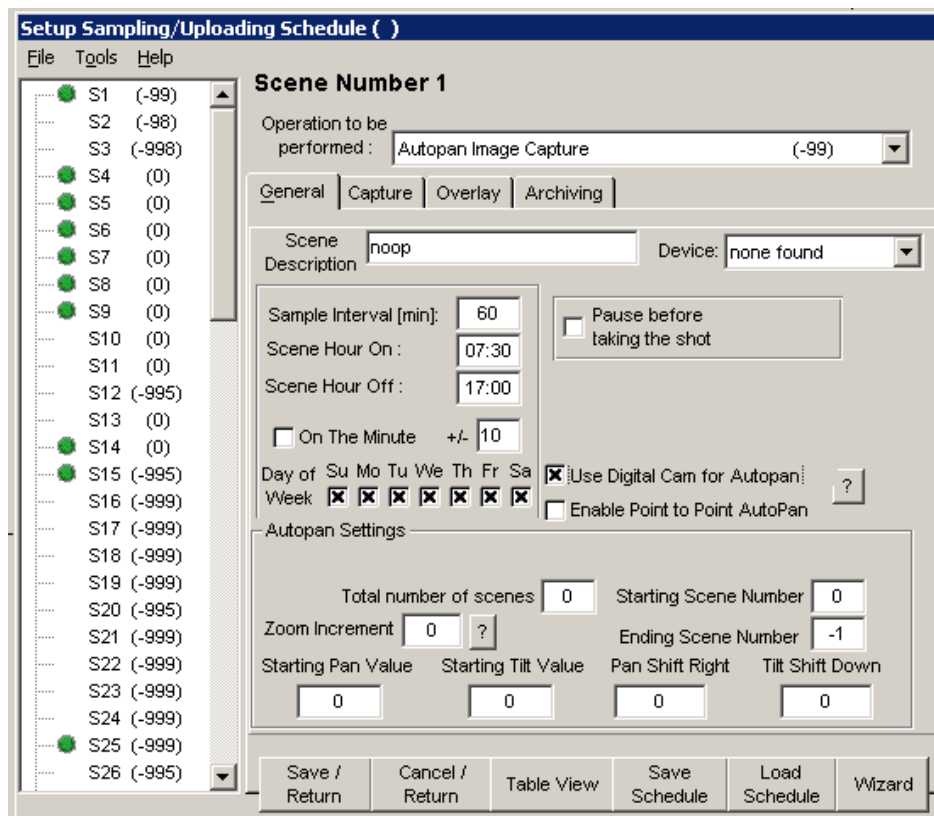 Setup Sampling/Uploading Schedule ( )
File Tools Help
S1 (-99)
S2 (-98)
S3 (-998)
S4 (0)
S5 (0)
S6 (0)
S7 (0)
S8 (0)
S9 (0)
S10 (0)
S11 (0)
S12 (-995)
S13 (0)
S14 (0)
S15 (-995)
S16 (-999)
S17 (-999)
S18 (-999)
S19 (-999)
S20 (-995)
S21 (-999)
S22 (-999)
S23 (-999)
S24 (-999)
S25 (-999)
S26 (-995)
Scene Number 1
Operation to be
performed : Autopan Image Capture (-99)
General Capture Overlay Archiving
Scene
Description noop
Device: none found
Sample Interval [min]: 60
Scene Hour On : 07:30
Scene Hour Off : 17:00
On The Minute +/- 10
Day of
Week
Su Mo Tu We Th Fr Sa
Pause before
taking the shot
Use Digital Cam for Autopan
?
Enable Point to Point AutoPan
Autopan Settings
Total number of scenes 0
Starting Scene Number 0
Zoom Increment 0 ?
Ending Scene Number -1
Starting Pan Value Starting Tilt Value Pan Shift Right Tilt Shift Down
0 0 0 0
Save /
Return
Cancel /
Return
Table View
Save
Schedule
Load
Schedule
Wizard